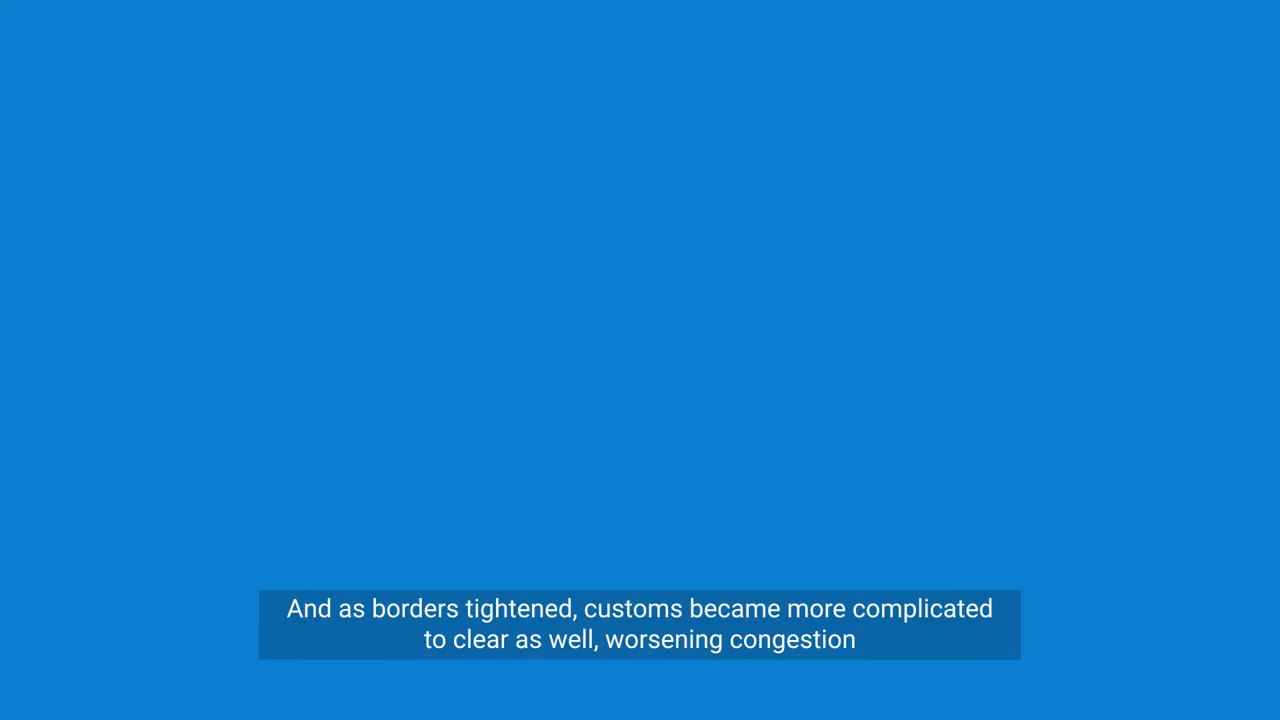 And as borders tightened, customs became more complicated
to clear as well, worsening congestion